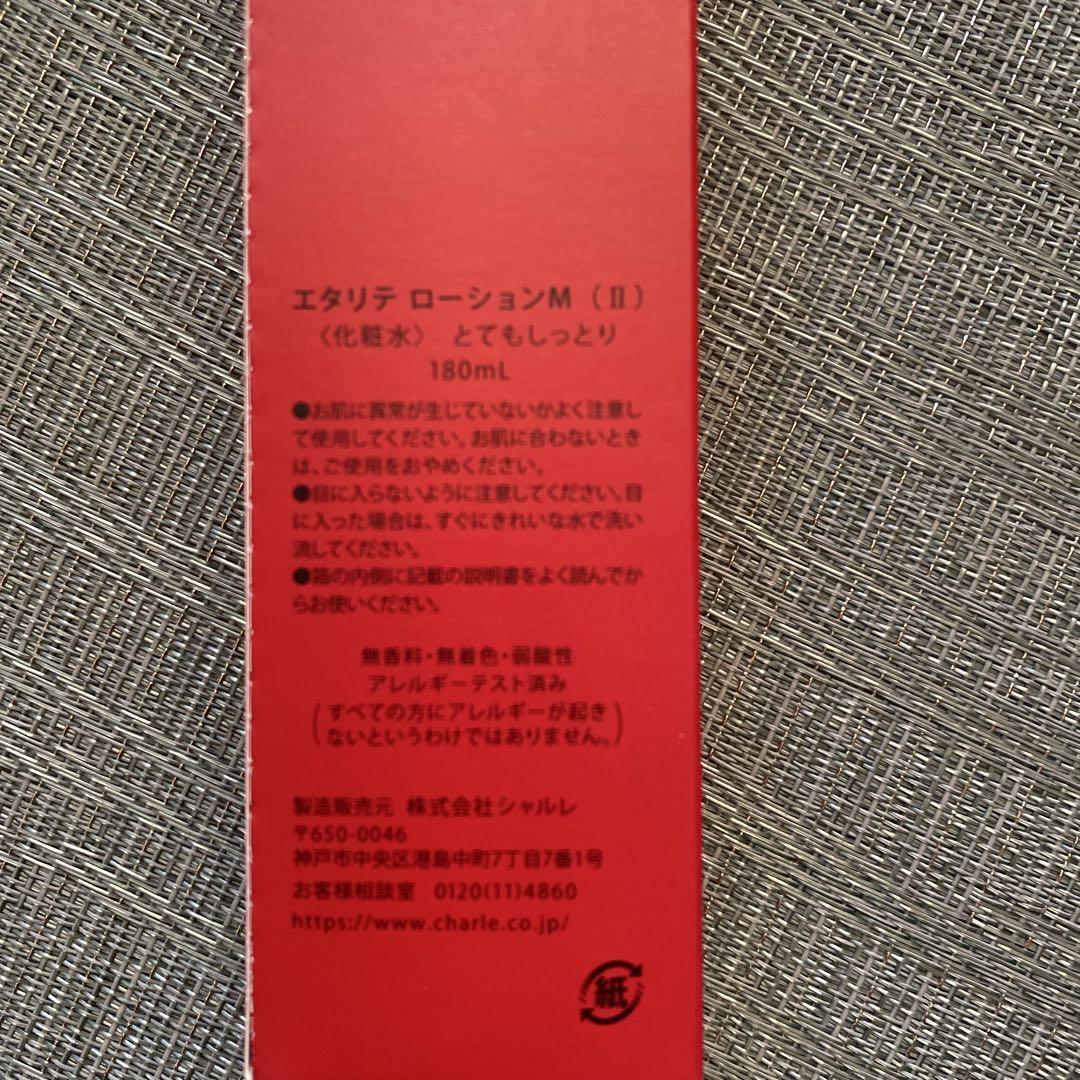 エタリテ ローションM（Ⅱ）
〈化粧水〉 とてもしっとり
180mL
●お肌に異常が生じていないかよく注意し
て使用してください。お肌に合わないとき
は、ご使用をおやめください。
●目に入らないように注意してください。目
に入った場合は、すぐにきれいな水で洗い
流してください。
●箱の内側に記載の説明書をよく読んでか
らお使いください。
無香料・無着色・弱酸性
アレルギーテスト済み
（すべての方にアレルギーが起き
ないというわけではありません。）
製造販売元 株式会社シャルレ
〒650-0046
神戸市中央区港島中町7丁目7番1号
お客様相談室 0120(11)4860
https://www.charle.co.jp/
紙